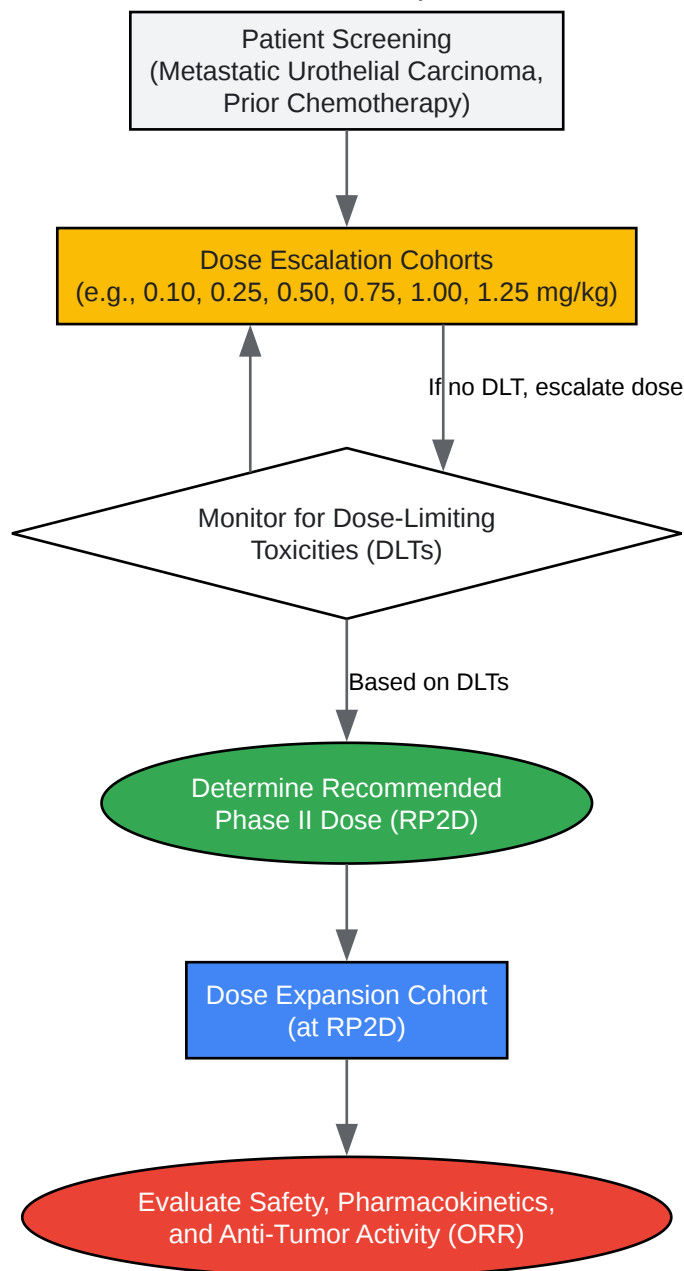 Patient Screening
(Metastatic Urothelial Carcinoma,
Prior Chemotherapy)
Dose Escalation Cohorts
(e.g., 0.10, 0.25, 0.50, 0.75, 1.00, 1.25 mg/kg)
If no DLT, escalate dose
Monitor for Dose-Limiting
Toxicities (DLTs)
Based on DLTs
Determine Recommended
Phase II Dose (RP2D)
Dose Expansion Cohort
(at RP2D)
Evaluate Safety, Pharmacokinetics,
and Anti-Tumor Activity (ORR)